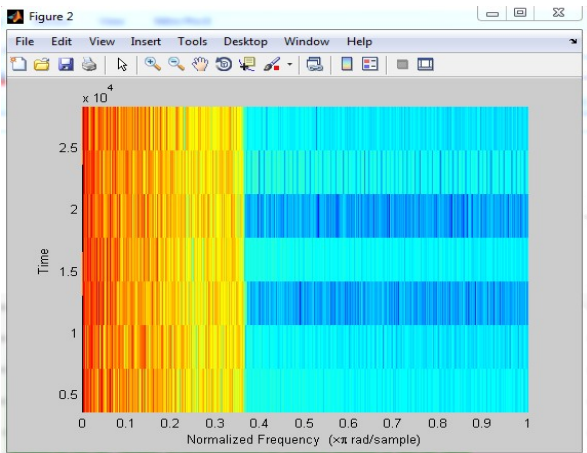 Figure 2
File Edit View Insert Tools Desktop Window Help
x 10^4
2.5
2
1.5
1
0.5
Time
0 0.1 0.2 0.3 0.4 0.5 0.6 0.7 0.8 0.9 1
Normalized Frequency (×π rad/sample)